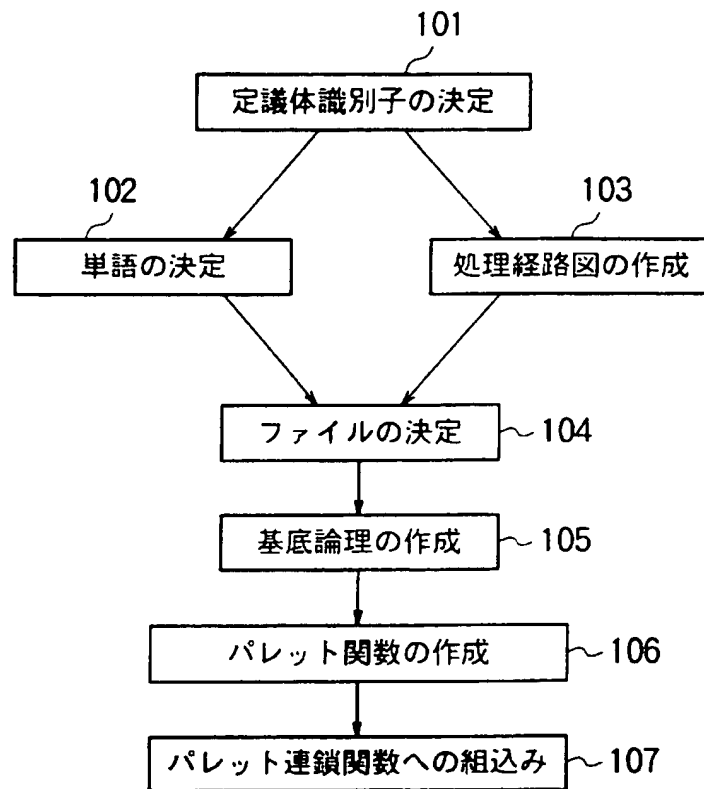 101
定議体識別子の決定
102
単語の決定
103
処理経路図の作成
ファイルの決定 104
基底論理の作成 105
パレット関数の作成 106
パレット連鎖関数への組込み 107